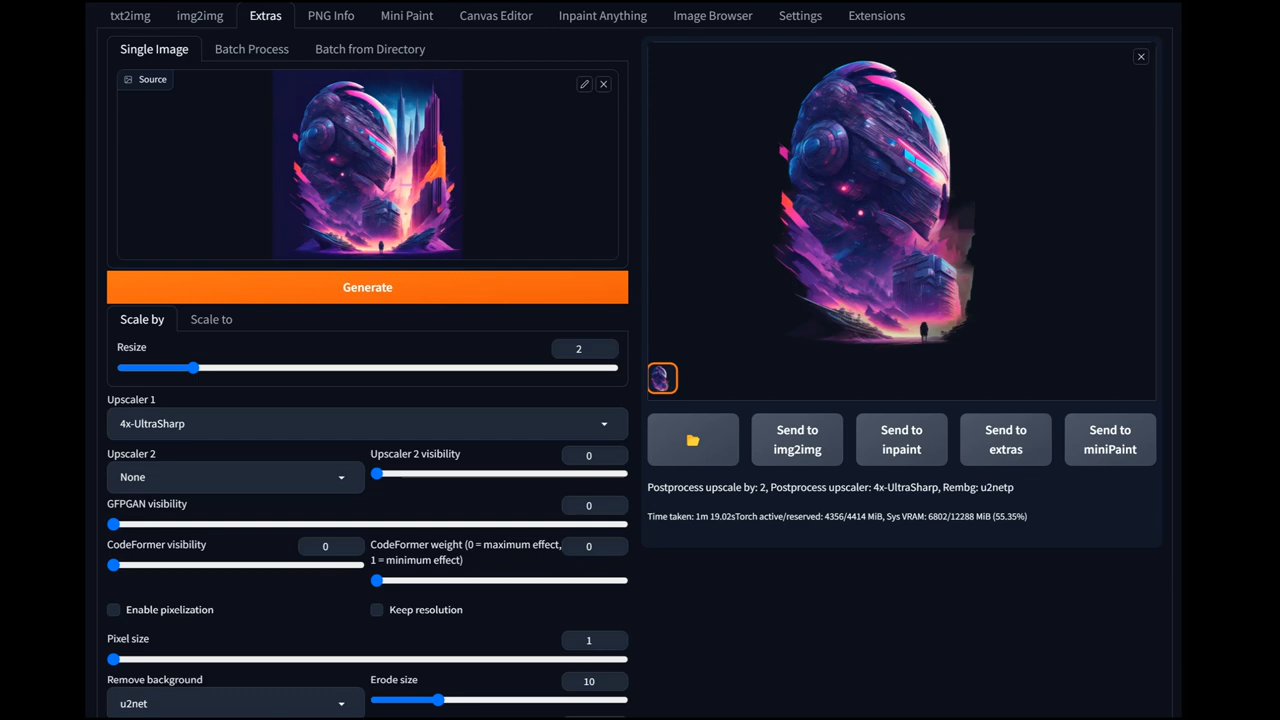 txt2img
img2img
Extras
PNG Info
Mini Paint
Canvas Editor
Inpaint Anything
Image Browser
Settings
Extensions
Single Image
Batch Process
Batch from Directory
Source
Generate
Scale by
Scale to
Resize
2
Upscaler 1
4x-UltraSharp
Upscaler 2
None
Upscaler 2 visibility
0
GFPGAN visibility
0
CodeFormer visibility
0
CodeFormer weight (0 = maximum effect,
1 = minimum effect)
0
Enable pixelization
Keep resolution
Pixel size
1
Remove background
u2net
Erode size
10
Send to
img2img
Send to
inpaint
Send to
extras
Send to
miniPaint
Postprocess upscale by: 2, Postprocess upscaler: 4x-UltraSharp, Rembg: u2netp
Time taken: 1m 19.02sTorch active/reserved: 4356/4414 MiB, Sys VRAM: 6802/12288 MiB (55.35%)